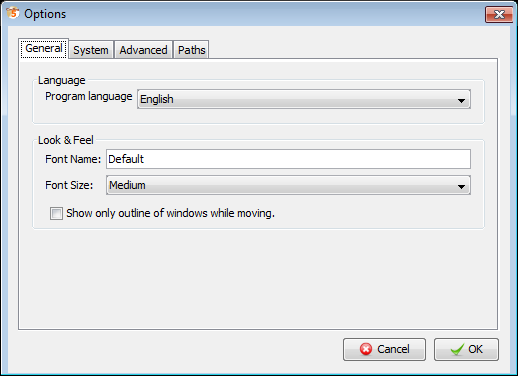 Options
General System Advanced Paths
Language
Program language English
Look & Feel
Font Name: Default
Font Size: Medium
Show only outline of windows while moving.
Cancel OK